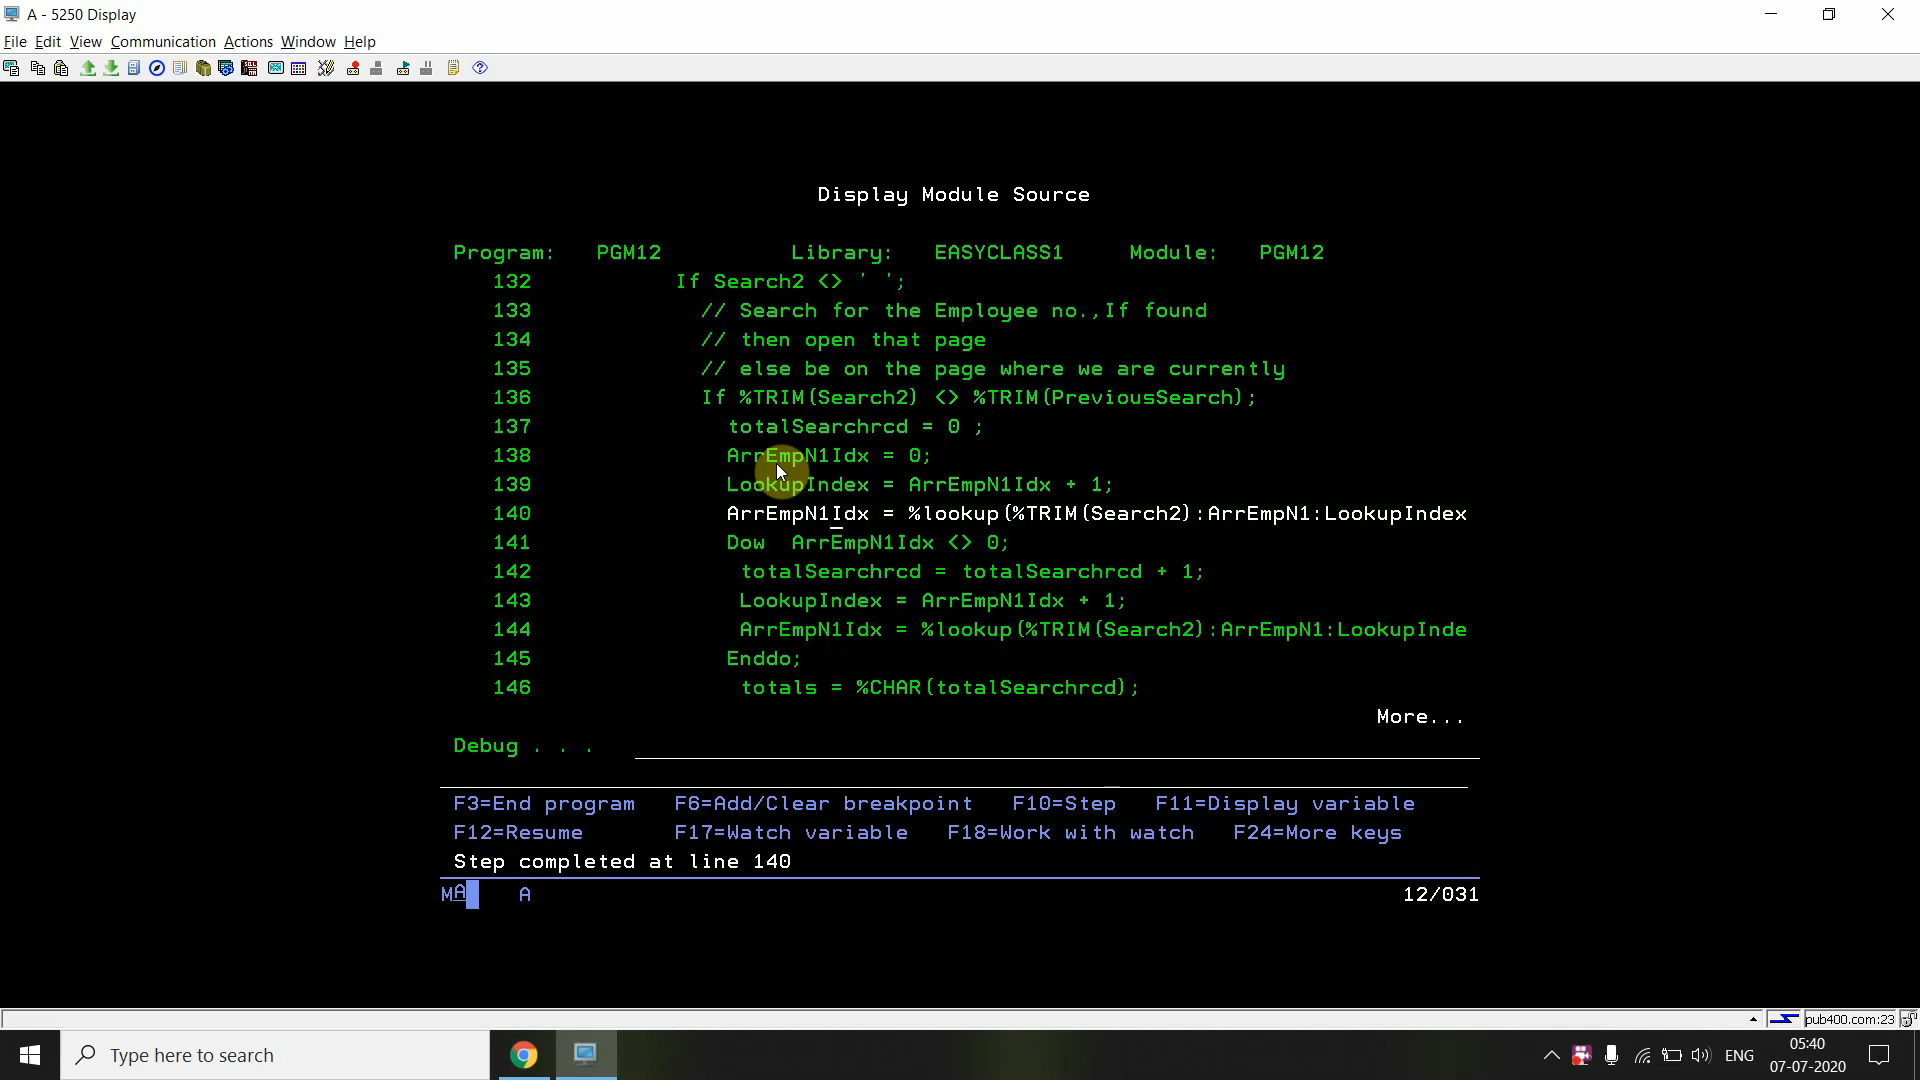 A - 5250 Display
File Edit View Communication Actions Window Help
Display Module Source
Program: PGM12 Library: EASYCLASS1 Module: PGM12
132 If Search2 <> ' ';
133 // Search for the Employee no.,If found
134 // then open that page
135 // else be on the page where we are currently
136 If %TRIM(Search2) <> %TRIM(PreviousSearch);
137 totalSearchrcd = 0 ;
138 ArrEmpN1Idx = 0;
139 LookupIndex = ArrEmpN1Idx + 1;
140 ArrEmpN1Idx = %lookup(%TRIM(Search2):ArrEmpN1:LookupIndex
141 Dow ArrEmpN1Idx <> 0;
142 totalSearchrcd = totalSearchrcd + 1;
143 LookupIndex = ArrEmpN1Idx + 1;
144 ArrEmpN1Idx = %lookup(%TRIM(Search2):ArrEmpN1:LookupInde
145 Enddo;
146 totals = %CHAR(totalSearchrcd);
More...
Debug . . .
F3=End program F6=Add/Clear breakpoint F10=Step F11=Display variable
F12=Resume F17=Watch variable F18=Work with watch F24=More keys
Step completed at line 140
MA A 12/031
pub400.com:23
Type here to search
ENG
05:40
07-07-2020